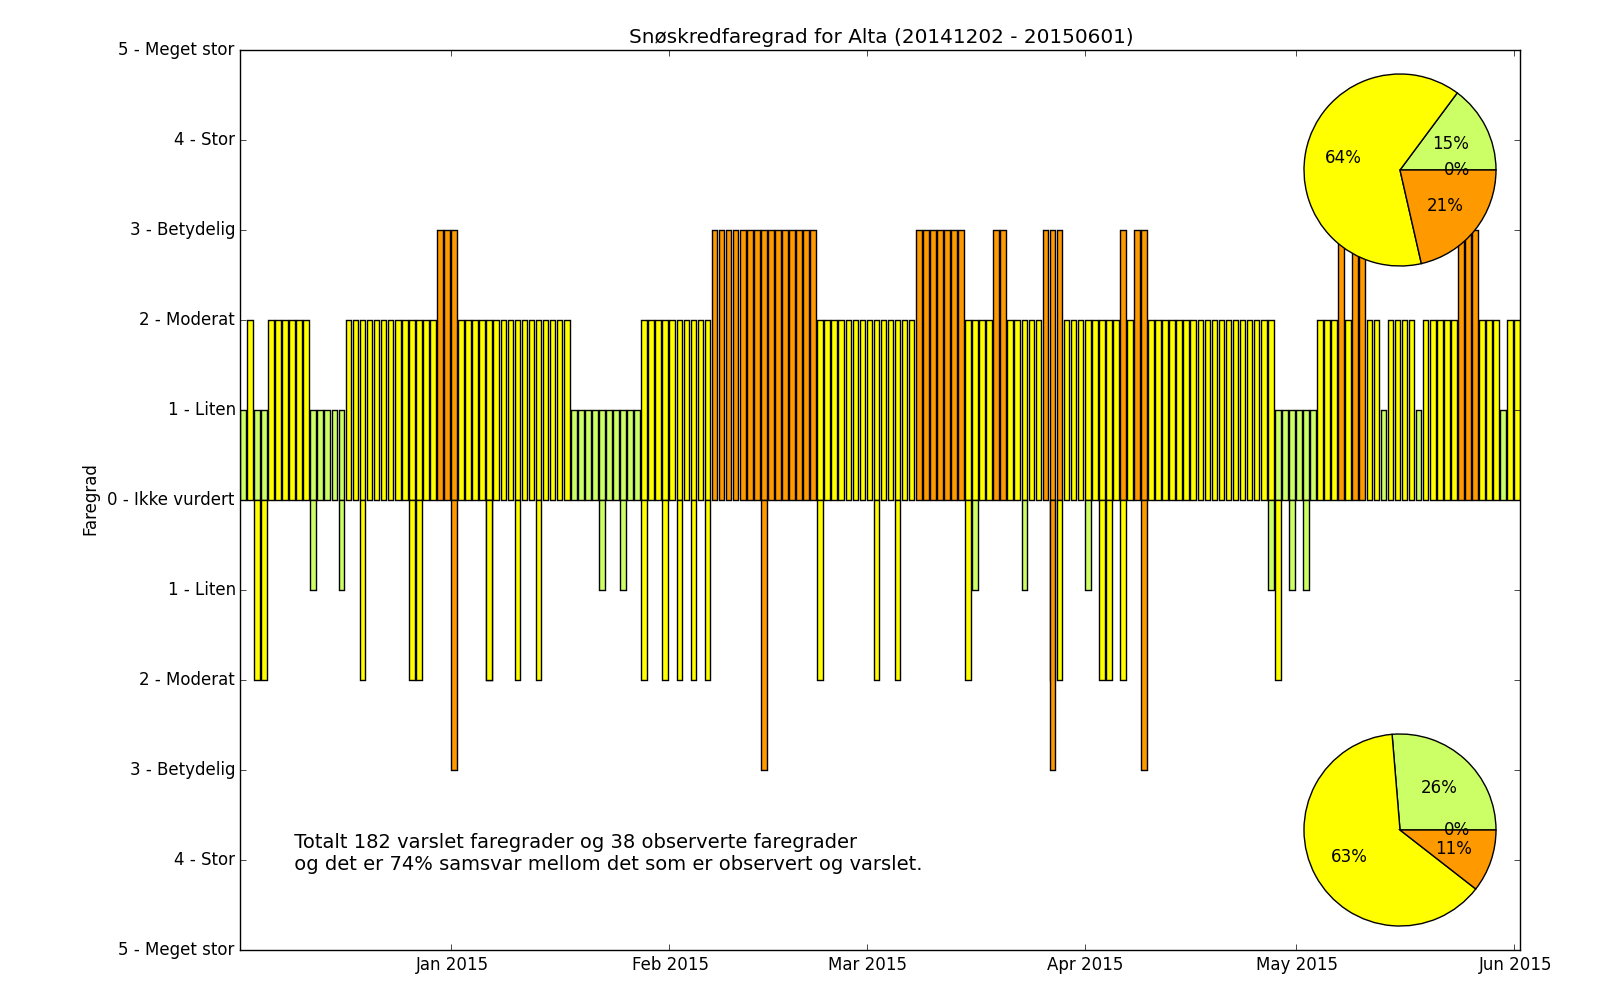 Snøskredfaregrad for Alta (20141202 - 20150601)
5 - Meget stor
4 - Stor
3 - Betydelig
2 - Moderat
1 - Liten
0 - Ikke vurdert
1 - Liten
2 - Moderat
3 - Betydelig
4 - Stor
5 - Meget stor
Faregrad
64%
15%
0%
21%
26%
0%
11%
63%
Totalt 182 varslet faregrader og 38 observerte faregrader
og det er 74% samsvar mellom det som er observert og varslet.
Jan 2015
Feb 2015
Mar 2015
Apr 2015
May 2015
Jun 2015